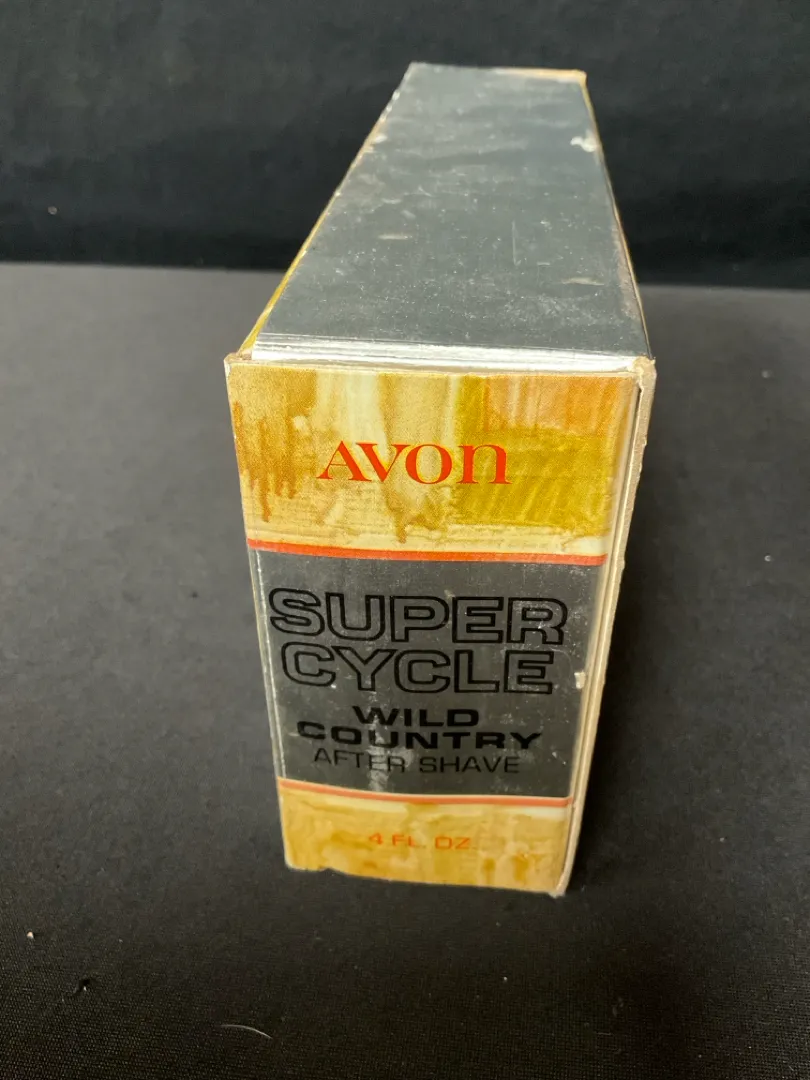 AVON
SUPER
CYCLE
WILD
COUNTRY
AFTER SHAVE
4 FL. OZ.